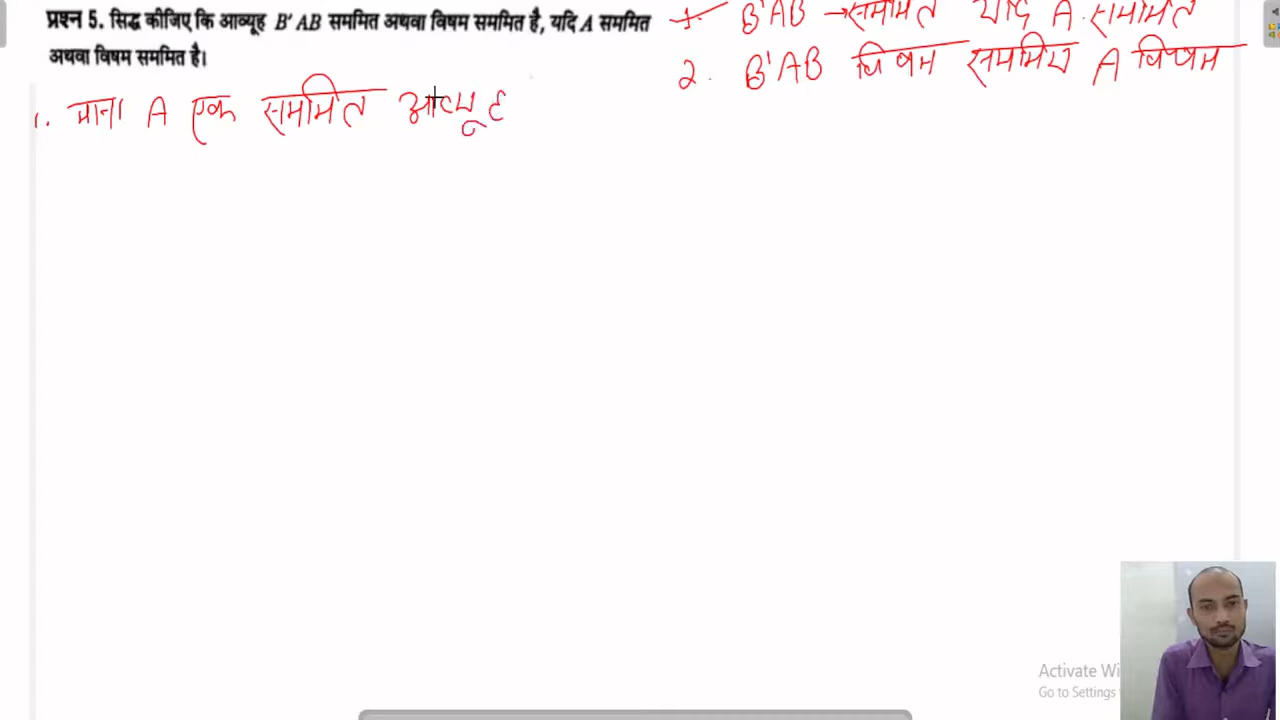 प्रश्न 5. सिद्ध कीजिए कि आव्यूह B′ AB सममित अथवा विषम सममित है, यदि A सममित
अथवा विषम सममित है।
1. B'AB → सममित यदि A सममित
2. B'AB विषम सममित A विषम
1. माना A एक सममित आव्यूह
Activate Wi
Go to Settings